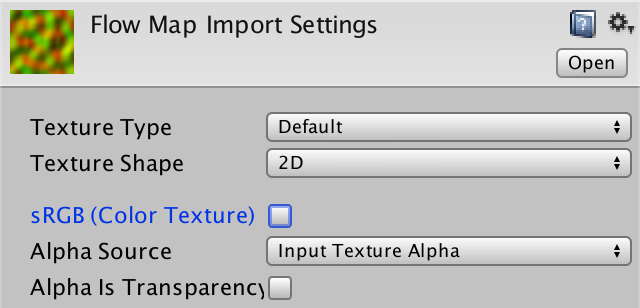 Flow Map Import Settings
Open
Texture Type Default
Texture Shape 2D
sRGB (Color Texture)
Alpha Source Input Texture Alpha
Alpha Is Transparency